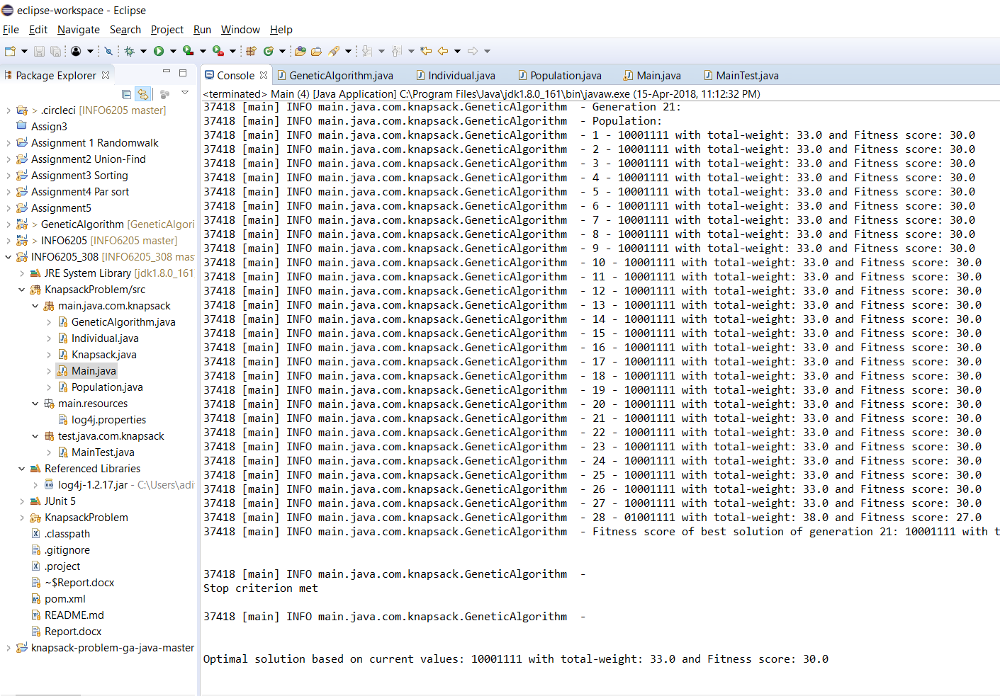 eclipse-workspace - Eclipse
File Edit Navigate Search Project Run Window Help
Package Explorer
> .circleci [INFO6205 master]
Assign3
Assignment 1 Randomwalk
Assignment2 Union-Find
Assignment3 Sorting
Assignment4 Par sort
Assignment5
> GeneticAlgorithm [GeneticAlgori
> INFO6205 [INFO6205 master]
INFO6205_308 [INFO6205_308 mas
JRE System Library [jdk1.8.0_161
KnapsackProblem/src
main.java.com.knapsack
GeneticAlgorithm.java
Individual.java
Knapsack.java
Main.java
Population.java
main.resources
log4j.properties
test.java.com.knapsack
MainTest.java
Referenced Libraries
log4j-1.2.17.jar - C:\Users\adi
JUnit 5
KnapsackProblem
.classpath
.gitignore
.project
~$Report.docx
pom.xml
README.md
Report.docx
knapsack-problem-ga-java-master
Console GeneticAlgorithm.java Individual.java Population.java Main.java MainTest.java
<terminated> Main (4) [Java Application] C:\Program Files\Java\jdk1.8.0_161\bin\javaw.exe (15-Apr-2018, 11:12:32 PM)
37418 [main] INFO main.java.com.knapsack.GeneticAlgorithm - Generation 21:
37418 [main] INFO main.java.com.knapsack.GeneticAlgorithm - Population:
37418 [main] INFO main.java.com.knapsack.GeneticAlgorithm - 1 - 10001111 with total-weight: 33.0 and Fitness score: 30.0
37418 [main] INFO main.java.com.knapsack.GeneticAlgorithm - 2 - 10001111 with total-weight: 33.0 and Fitness score: 30.0
37418 [main] INFO main.java.com.knapsack.GeneticAlgorithm - 3 - 10001111 with total-weight: 33.0 and Fitness score: 30.0
37418 [main] INFO main.java.com.knapsack.GeneticAlgorithm - 4 - 10001111 with total-weight: 33.0 and Fitness score: 30.0
37418 [main] INFO main.java.com.knapsack.GeneticAlgorithm - 5 - 10001111 with total-weight: 33.0 and Fitness score: 30.0
37418 [main] INFO main.java.com.knapsack.GeneticAlgorithm - 6 - 10001111 with total-weight: 33.0 and Fitness score: 30.0
37418 [main] INFO main.java.com.knapsack.GeneticAlgorithm - 7 - 10001111 with total-weight: 33.0 and Fitness score: 30.0
37418 [main] INFO main.java.com.knapsack.GeneticAlgorithm - 8 - 10001111 with total-weight: 33.0 and Fitness score: 30.0
37418 [main] INFO main.java.com.knapsack.GeneticAlgorithm - 9 - 10001111 with total-weight: 33.0 and Fitness score: 30.0
37418 [main] INFO main.java.com.knapsack.GeneticAlgorithm - 10 - 10001111 with total-weight: 33.0 and Fitness score: 30.0
37418 [main] INFO main.java.com.knapsack.GeneticAlgorithm - 11 - 10001111 with total-weight: 33.0 and Fitness score: 30.0
37418 [main] INFO main.java.com.knapsack.GeneticAlgorithm - 12 - 10001111 with total-weight: 33.0 and Fitness score: 30.0
37418 [main] INFO main.java.com.knapsack.GeneticAlgorithm - 13 - 10001111 with total-weight: 33.0 and Fitness score: 30.0
37418 [main] INFO main.java.com.knapsack.GeneticAlgorithm - 14 - 10001111 with total-weight: 33.0 and Fitness score: 30.0
37418 [main] INFO main.java.com.knapsack.GeneticAlgorithm - 15 - 10001111 with total-weight: 33.0 and Fitness score: 30.0
37418 [main] INFO main.java.com.knapsack.GeneticAlgorithm - 16 - 10001111 with total-weight: 33.0 and Fitness score: 30.0
37418 [main] INFO main.java.com.knapsack.GeneticAlgorithm - 17 - 10001111 with total-weight: 33.0 and Fitness score: 30.0
37418 [main] INFO main.java.com.knapsack.GeneticAlgorithm - 18 - 10001111 with total-weight: 33.0 and Fitness score: 30.0
37418 [main] INFO main.java.com.knapsack.GeneticAlgorithm - 19 - 10001111 with total-weight: 33.0 and Fitness score: 30.0
37418 [main] INFO main.java.com.knapsack.GeneticAlgorithm - 20 - 10001111 with total-weight: 33.0 and Fitness score: 30.0
37418 [main] INFO main.java.com.knapsack.GeneticAlgorithm - 21 - 10001111 with total-weight: 33.0 and Fitness score: 30.0
37418 [main] INFO main.java.com.knapsack.GeneticAlgorithm - 22 - 10001111 with total-weight: 33.0 and Fitness score: 30.0
37418 [main] INFO main.java.com.knapsack.GeneticAlgorithm - 23 - 10001111 with total-weight: 33.0 and Fitness score: 30.0
37418 [main] INFO main.java.com.knapsack.GeneticAlgorithm - 24 - 10001111 with total-weight: 33.0 and Fitness score: 30.0
37418 [main] INFO main.java.com.knapsack.GeneticAlgorithm - 25 - 10001111 with total-weight: 33.0 and Fitness score: 30.0
37418 [main] INFO main.java.com.knapsack.GeneticAlgorithm - 26 - 10001111 with total-weight: 33.0 and Fitness score: 30.0
37418 [main] INFO main.java.com.knapsack.GeneticAlgorithm - 27 - 10001111 with total-weight: 33.0 and Fitness score: 30.0
37418 [main] INFO main.java.com.knapsack.GeneticAlgorithm - 28 - 01001111 with total-weight: 38.0 and Fitness score: 27.0
37418 [main] INFO main.java.com.knapsack.GeneticAlgorithm - Fitness score of best solution of generation 21: 10001111 with t
37418 [main] INFO main.java.com.knapsack.GeneticAlgorithm -
Stop criterion met
37418 [main] INFO main.java.com.knapsack.GeneticAlgorithm -
Optimal solution based on current values: 10001111 with total-weight: 33.0 and Fitness score: 30.0